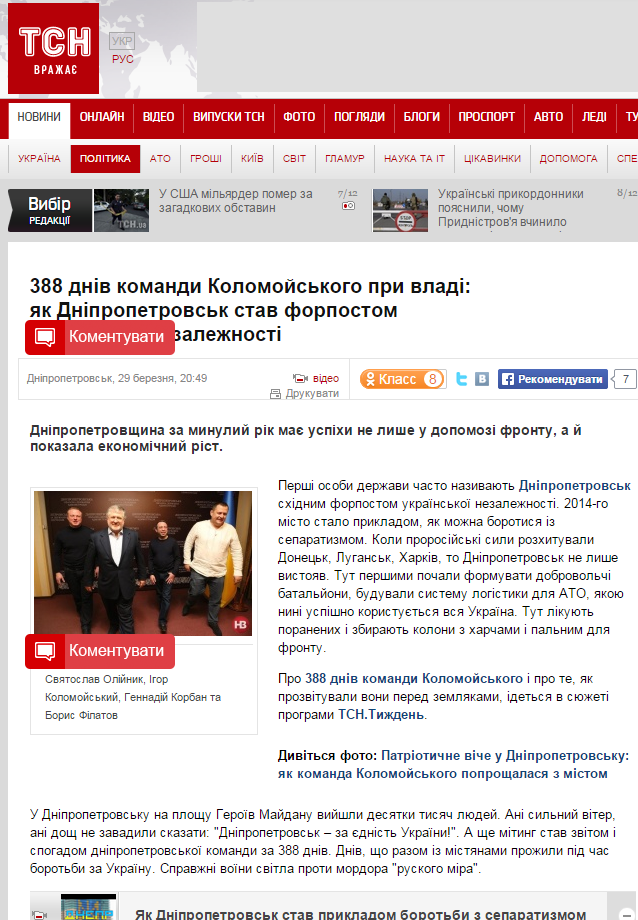 ТСН
ВРАЖАЄ
УКР
РУС
НОВИНИ ОНЛАЙН ВІДЕО ВИПУСКИ ТСН ФОТО ПОГЛЯДИ БЛОГИ ПРОСПОРТ АВТО ЛЕДІ ТУ
УКРАЇНА ПОЛІТИКА АТО ГРОШІ КИЇВ СВІТ ГЛАМУР НАУКА ТА ІТ ЦІКАВИНКИ ДОПОМОГА СПЕ
Вибір
РЕДАКЦІЇ
ТСН.ua
У США мільярдер помер за
загадкових обставин
7/12
Українські прикордонники
пояснили, чому
Придністров'я вчинило
8/12
388 днів команди Коломойського при владі:
як Дніпропетровськ став форпостом
залежності
Коментувати
Дніпропетровськ, 29 березня, 20:49
відео
Друкувати
Класс 8
Рекомендувати 7
Дніпропетровщина за минулий рік має успіхи не лише у допомозі фронту, а й
показала економічний ріст.
НВ
Коментувати
Святослав Олійник, Ігор
Коломойський, Геннадій Корбан та
Борис Філатов
Перші особи держави часто називають Дніпропетровськ
східним форпостом української незалежності. 2014-го
місто стало прикладом, як можна боротися із
сепаратизмом. Коли проросійські сили розхитували
Донецьк, Луганськ, Харків, то Дніпропетровськ не лише
вистояв. Тут першими почали формувати добровольчі
батальйони, будували систему логістики для АТО, якою
нині успішно користується вся Україна. Тут лікують
поранених і збирають колони з харчами і пальним для
фронту.
Про 388 днів команди Коломойського і про те, як
прозвітували вони перед земляками, ідеться в сюжеті
програми ТСН.Тиждень.
Дивіться фото: Патріотичне віче у Дніпропетровську:
як команда Коломойського попрощалася з містом
У Дніпропетровську на площу Героїв Майдану вийшли десятки тисяч людей. Ані сильний вітер,
ані дощ не завадили сказати: "Дніпропетровськ – за єдність України!". А ще мітинг став звітом і
спогадом дніпропетровської команди за 388 днів. Днів, що разом із містянами прожили під час
боротьби за Україну. Справжні воїни світла проти мордора "руского міра".
Як Дніпропетровськ став прикладом боротьби з сепаратизмом